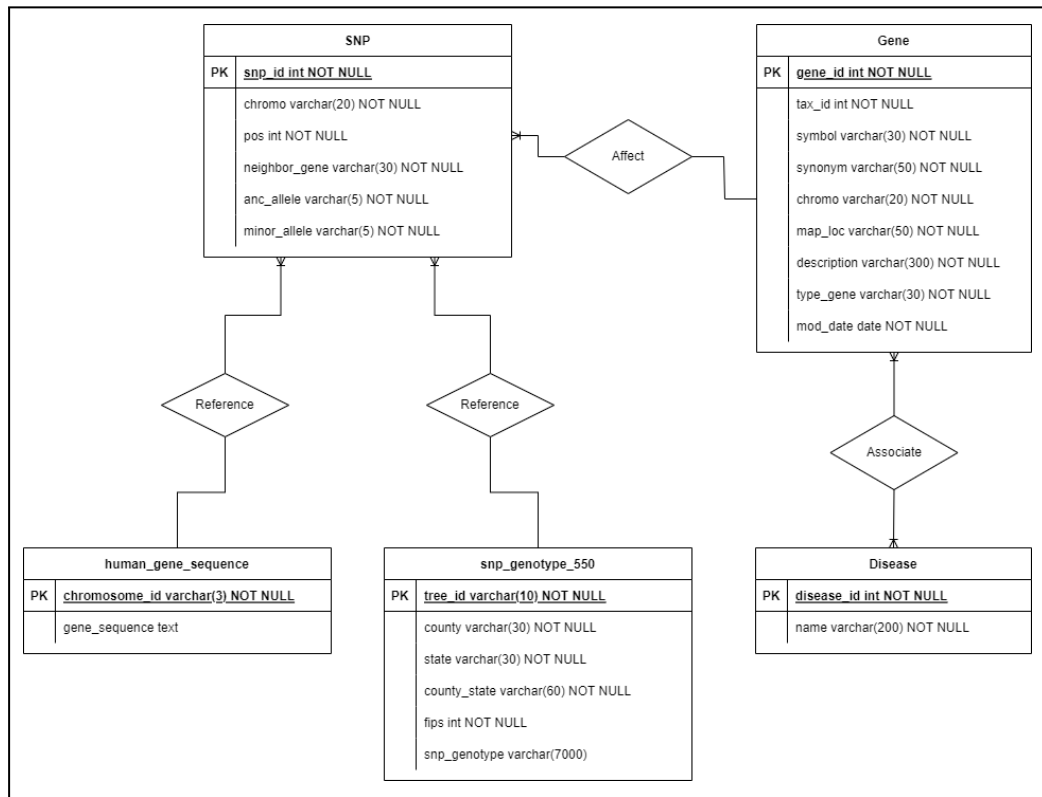 SNP
PK snp_id int NOT NULL
chromo varchar(20) NOT NULL
pos int NOT NULL
neighbor_gene varchar(30) NOT NULL
anc_allele varchar(5) NOT NULL
minor_allele varchar(5) NOT NULL
Affect
Gene
PK gene_id int NOT NULL
tax_id int NOT NULL
symbol varchar(30) NOT NULL
synonym varchar(50) NOT NULL
chromo varchar(20) NOT NULL
map_loc varchar(50) NOT NULL
description varchar(300) NOT NULL
type_gene varchar(30) NOT NULL
mod_date date NOT NULL
Reference
Reference
Associate
human_gene_sequence
PK chromosome_id varchar(3) NOT NULL
gene_sequence text
snp_genotype_550
PK tree_id varchar(10) NOT NULL
county varchar(30) NOT NULL
state varchar(30) NOT NULL
county_state varchar(60) NOT NULL
fips int NOT NULL
snp_genotype varchar(7000)
Disease
PK disease_id int NOT NULL
name varchar(200) NOT NULL